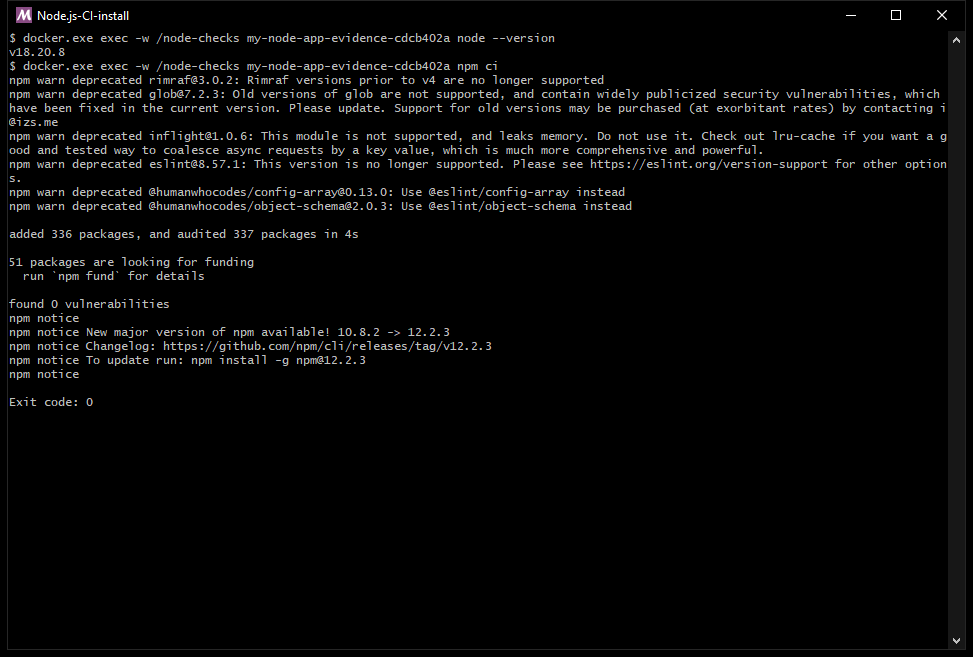 Node.js-CI-install
$ docker.exe exec -w /node-checks my-node-app-evidence-cdcb402a node --version
v18.20.8
$ docker.exe exec -w /node-checks my-node-app-evidence-cdcb402a npm ci
npm warn deprecated rimraf@3.0.2: Rimraf versions prior to v4 are no longer supported
npm warn deprecated glob@7.2.3: Old versions of glob are not supported, and contain widely publicized security vulnerabilities, which
have been fixed in the current version. Please update. Support for old versions may be purchased (at exorbitant rates) by contacting i
@izs.me
npm warn deprecated inflight@1.0.6: This module is not supported, and leaks memory. Do not use it. Check out lru-cache if you want a g
ood and tested way to coalesce async requests by a key value, which is much more comprehensive and powerful.
npm warn deprecated eslint@8.57.1: This version is no longer supported. Please see https://eslint.org/version-support for other option
s.
npm warn deprecated @humanwhocodes/config-array@0.13.0: Use @eslint/config-array instead
npm warn deprecated @humanwhocodes/object-schema@2.0.3: Use @eslint/object-schema instead
added 336 packages, and audited 337 packages in 4s
51 packages are looking for funding
run `npm fund` for details
found 0 vulnerabilities
npm notice
npm notice New major version of npm available! 10.8.2 -> 12.2.3
npm notice Changelog: https://github.com/npm/cli/releases/tag/v12.2.3
npm notice To update run: npm install -g npm@12.2.3
npm notice
Exit code: 0